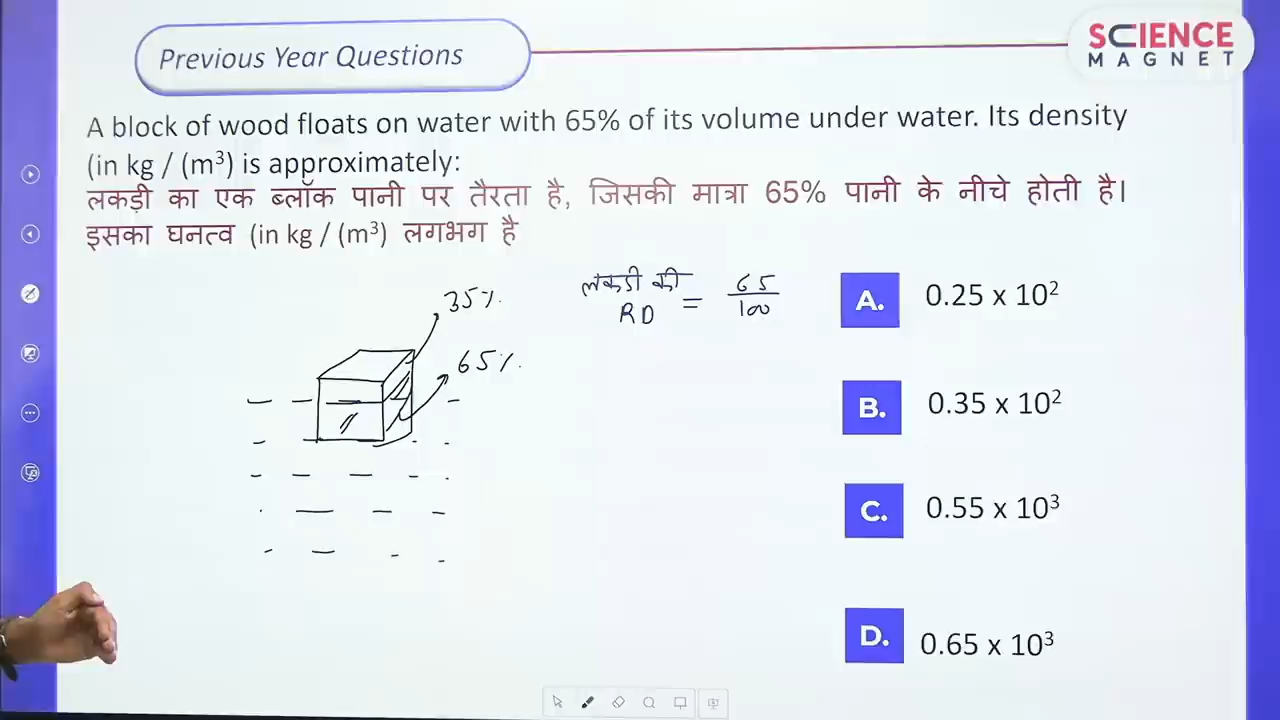 Previous Year Questions
SCIENCE
MAGNET
A block of wood floats on water with 65% of its volume under water. Its density
(in kg / (m³) is approximately:
लकड़ी का एक ब्लॉक पानी पर तैरता है, जिसकी मात्रा 65% पानी के नीचे होती है।
इसका घनत्व (in kg / (m³) लगभग है
35%.
65%.
लकडी की
RD = 65
100
A. 0.25 x 10²
B. 0.35 x 10²
C. 0.55 x 10³
D. 0.65 x 10³